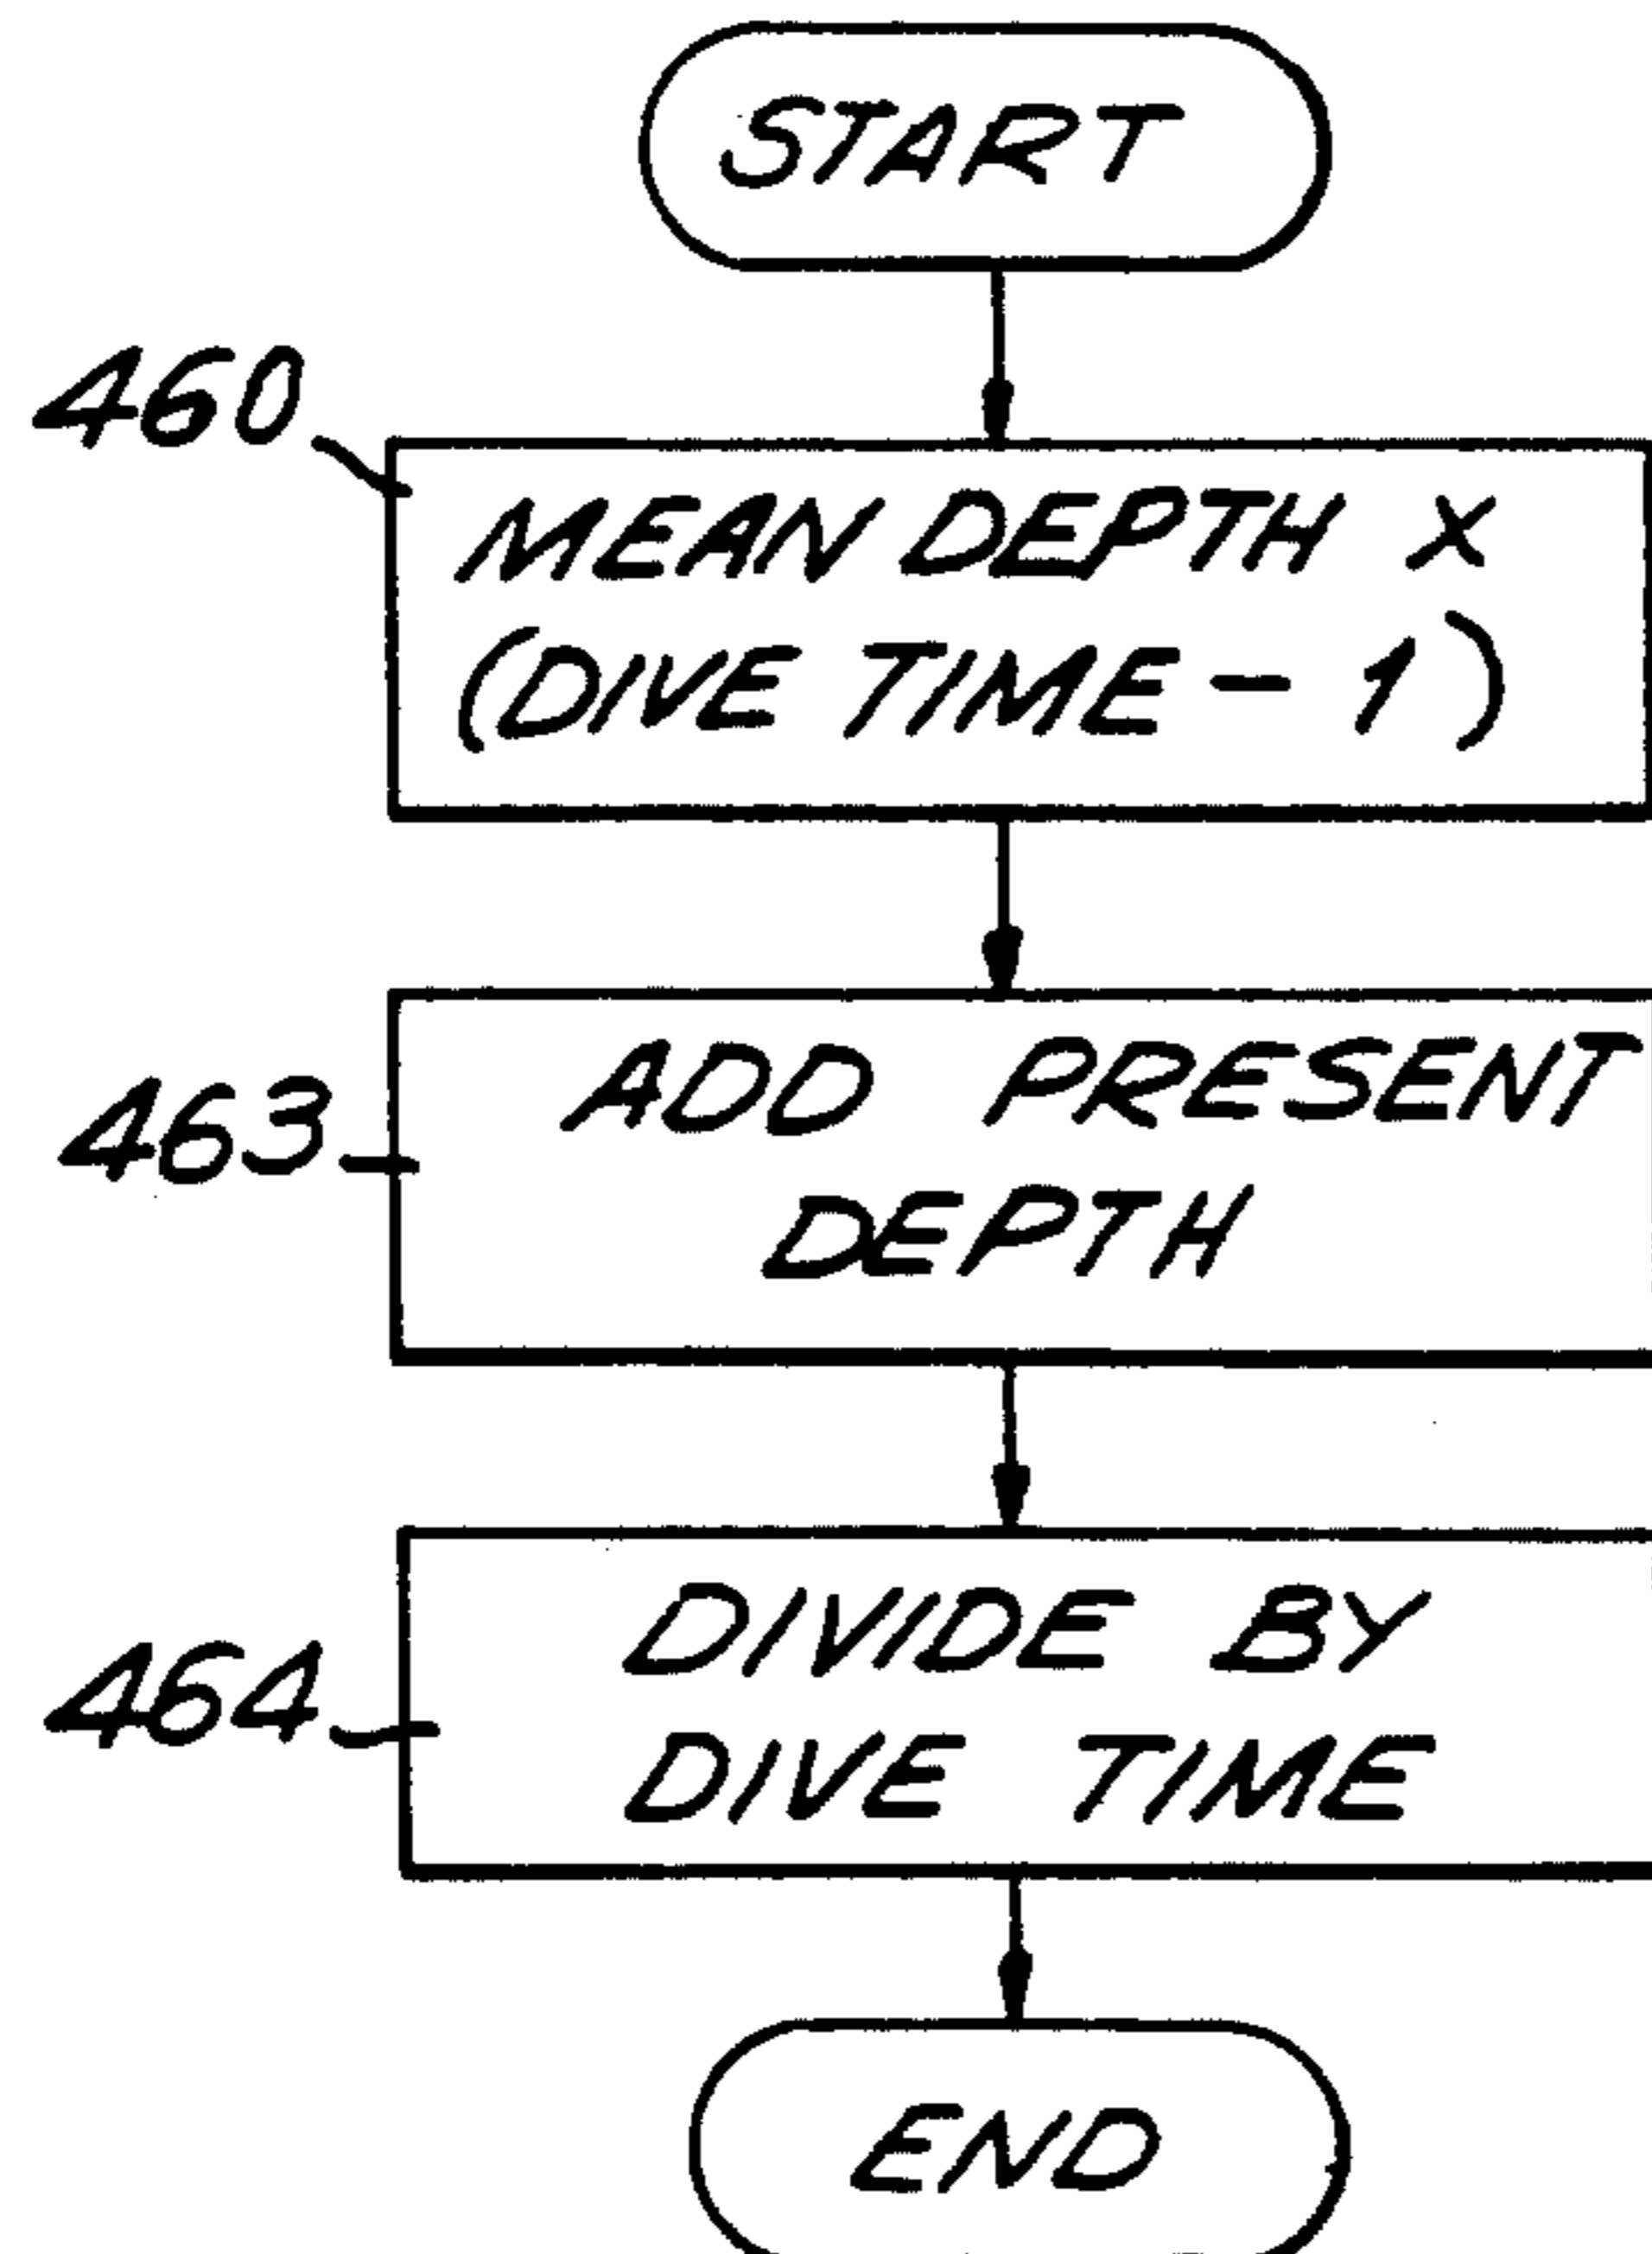 START
460
MEAN DEPTH X
(DIVE TIME - 1)
463
ADD PRESENT
DEPTH
464
DIVIDE BY
DIVE TIME
END